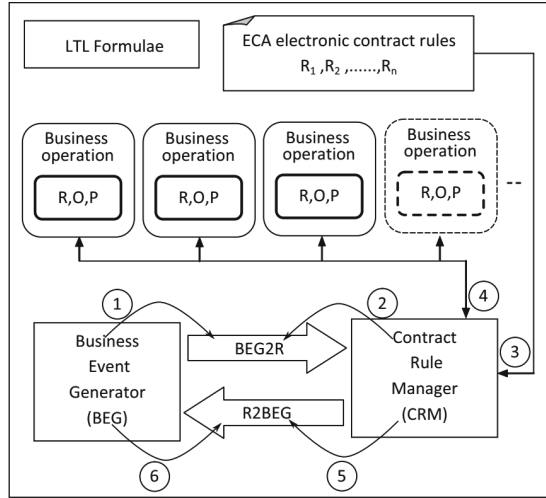 LTL Formulae
ECA electronic contract rules
R1 ,R2 ,......,Rn
Business
operation
R,O,P
Business
operation
R,O,P
Business
operation
R,O,P
Business
operation
R,O,P
--
1
2
4
3
Business
Event
Generator
(BEG)
BEG2R
R2BEG
Contract
Rule
Manager
(CRM)
6
5